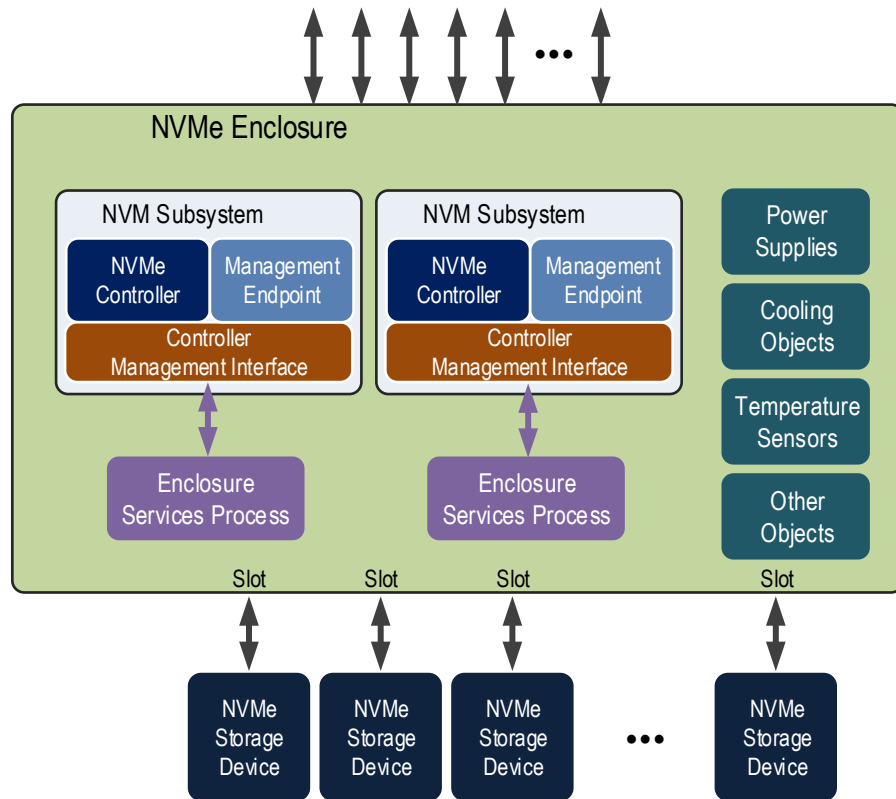 •••
NVMe Enclosure
NVM Subsystem
NVMe
Controller
Management
Endpoint
Controller
Management Interface
Enclosure
Services Process
NVM Subsystem
NVMe
Controller
Management
Endpoint
Controller
Management Interface
Enclosure
Services Process
Power
Supplies
Cooling
Objects
Temperature
Sensors
Other
Objects
Slot
Slot
Slot
Slot
NVMe
Storage
Device
NVMe
Storage
Device
NVMe
Storage
Device
•••
NVMe
Storage
Device